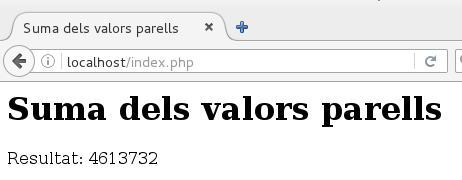 Suma dels valors parells
localhost/index.php
Suma dels valors parells
Resultat: 4613732